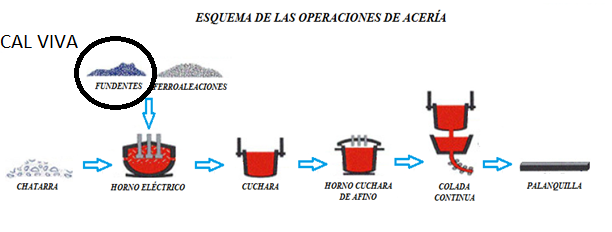 ESQUEMA DE LAS OPERACIONES DE ACERÍA
CAL VIVA
FUNDENTES
FERROALEACIONES
CHATARRA
HORNO ELÉCTRICO
CUCHARA
HORNO CUCHARA
DE AFINO
COLADA
CONTINUA
PALANQUILLA